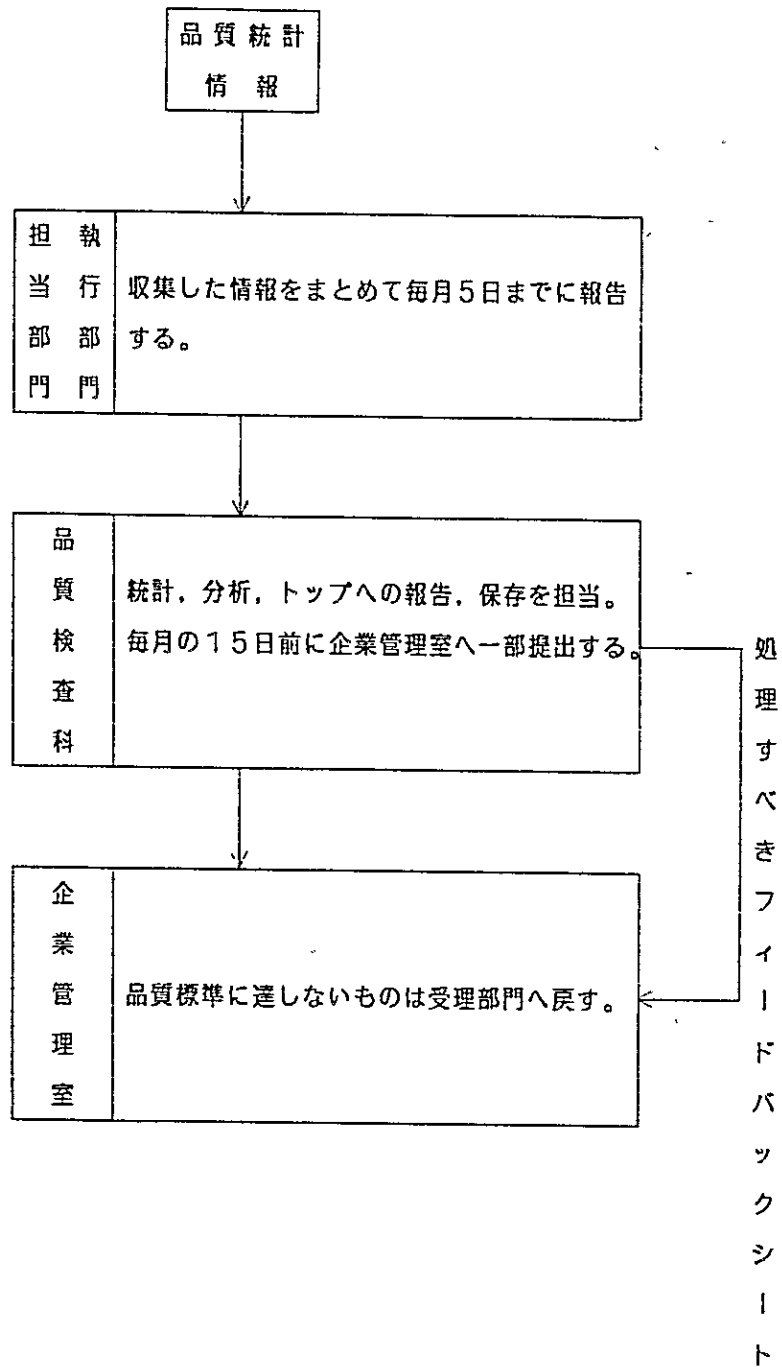 品質統計
情報
執行部門
担当部門
収集した情報をまとめて毎月5日までに報告
する。
品質検査科
統計，分析，トップへの報告，保存を担当。
毎月の15日前に企業管理室へ一部提出する。
処理すべきフィードバックシート
企業管理室
品質標準に達しないものは受理部門へ戻す。